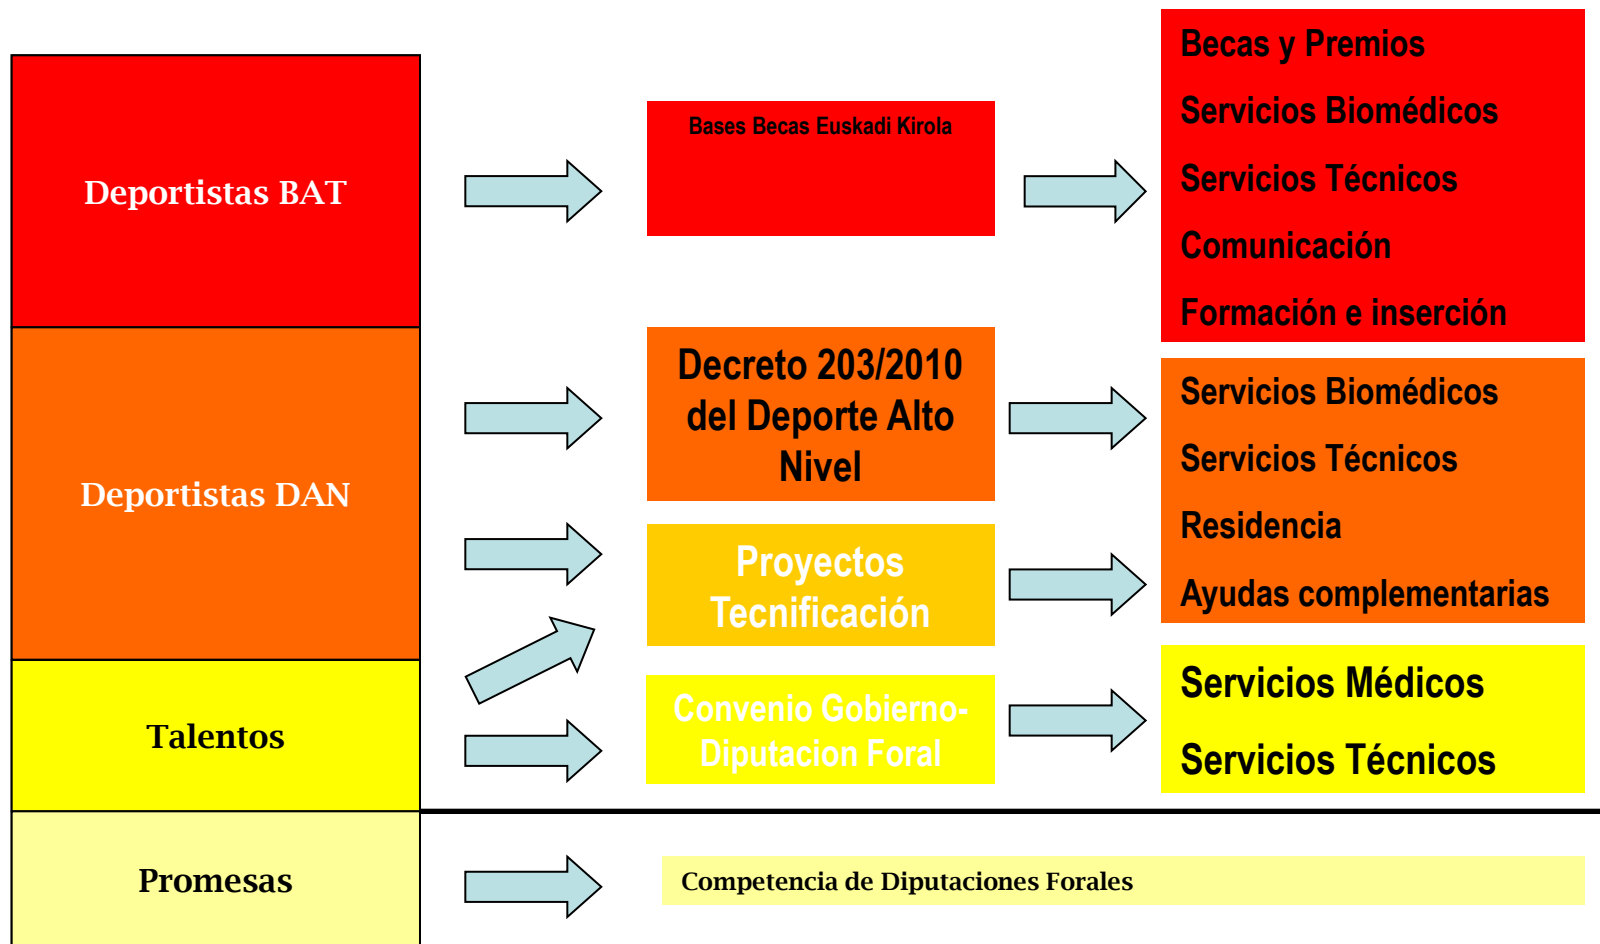 Deportistas BAT
Bases Becas Euskadi Kirola
Becas y Premios
Servicios Biomédicos
Servicios Técnicos
Comunicación
Formación e inserción
Deportistas DAN
Decreto 203/2010
del Deporte Alto
Nivel
Proyectos
Tecnificación
Servicios Biomédicos
Servicios Técnicos
Residencia
Ayudas complementarias
Talentos
Convenio Gobierno-
Diputacion Foral
Servicios Médicos
Servicios Técnicos
Promesas
Competencia de Diputaciones Forales